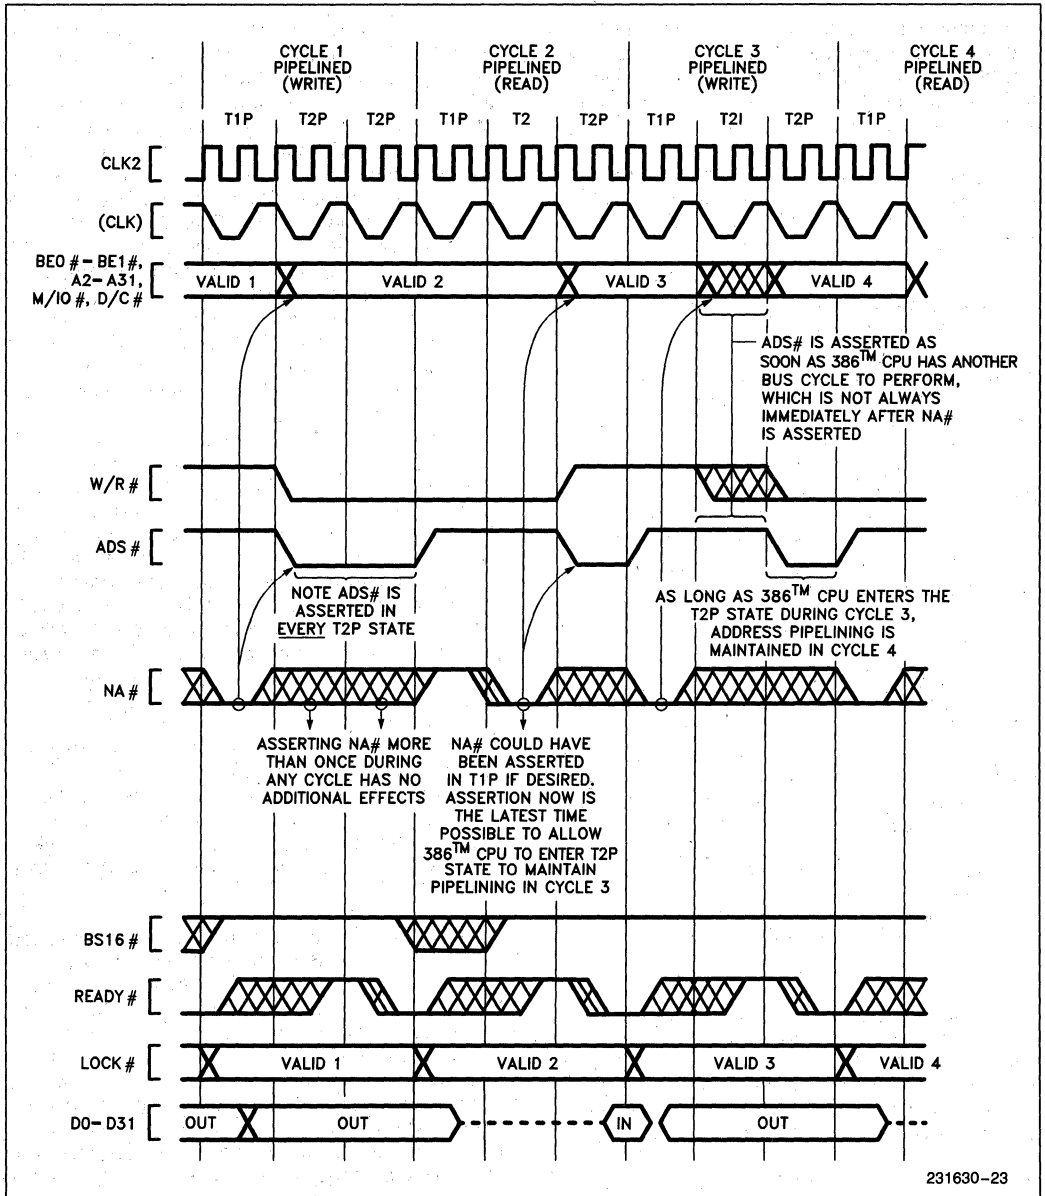 CYCLE 1
PIPELINED
(WRITE)
CYCLE 2
PIPELINED
(READ)
CYCLE 3
PIPELINED
(WRITE)
CYCLE 4
PIPELINED
(READ)
T1P T2P T2P T1P T2 T2P T1P T2I T2P T1P
CLK2
(CLK)
BE0 # – BE1 #,
A2 – A31,
M/IO #, D/C #
VALID 1 VALID 2 VALID 3 VALID 4
ADS# IS ASSERTED AS
SOON AS 386™ CPU HAS ANOTHER
BUS CYCLE TO PERFORM,
WHICH IS NOT ALWAYS
IMMEDIATELY AFTER NA#
IS ASSERTED
W/R #
ADS #
NOTE ADS# IS
ASSERTED IN
EVERY T2P STATE
AS LONG AS 386™ CPU ENTERS THE
T2P STATE DURING CYCLE 3,
ADDRESS PIPELINING IS
MAINTAINED IN CYCLE 4
NA #
ASSERTING NA# MORE
THAN ONCE DURING
ANY CYCLE HAS NO
ADDITIONAL EFFECTS
NA# COULD HAVE
BEEN ASSERTED
IN T1P IF DESIRED.
ASSERTION NOW IS
THE LATEST TIME
POSSIBLE TO ALLOW
386™ CPU TO ENTER T2P
STATE TO MAINTAIN
PIPELINING IN CYCLE 3
BS16 #
READY #
LOCK #
VALID 1 VALID 2 VALID 3 VALID 4
D0 – D31
OUT OUT IN OUT
231630–23